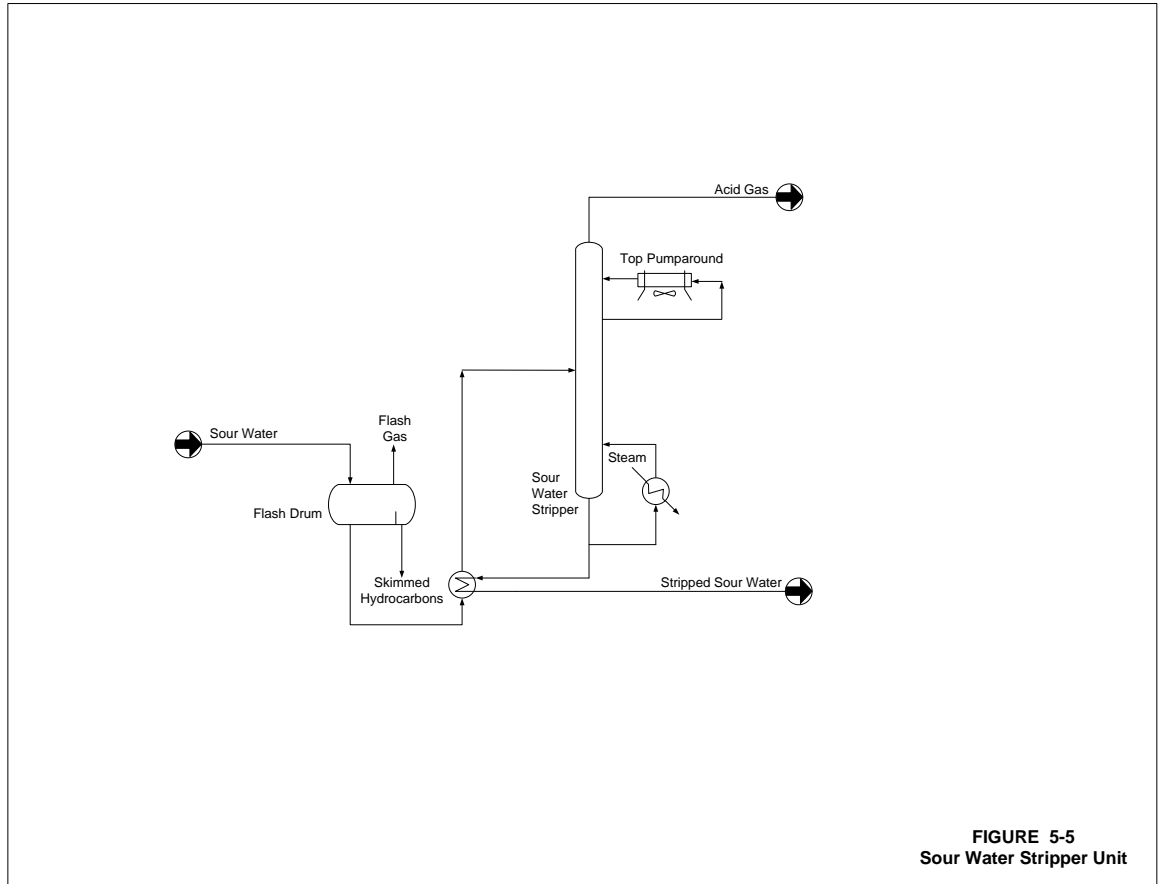 Acid Gas
Top Pumparound
Flash
Gas
Sour Water
Steam
Sour
Water
Stripper
Flash Drum
Skimmed
Hydrocarbons
Stripped Sour Water
FIGURE 5-5
Sour Water Stripper Unit